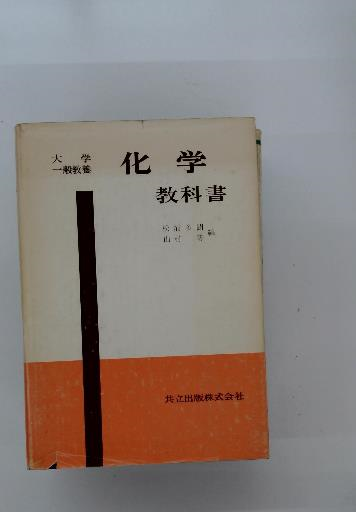 大学
一般教養
化学
教科書
編
共立出版株式会社